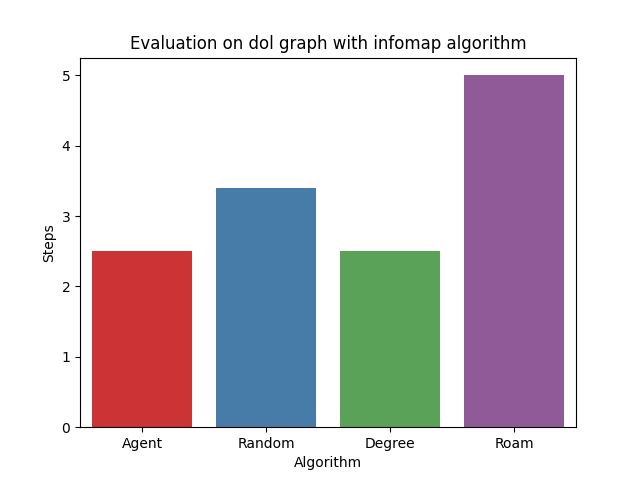 Evaluation on dol graph with infomap algorithm
5
4
3
2
1
0
Steps
Agent Random Degree Roam
Algorithm